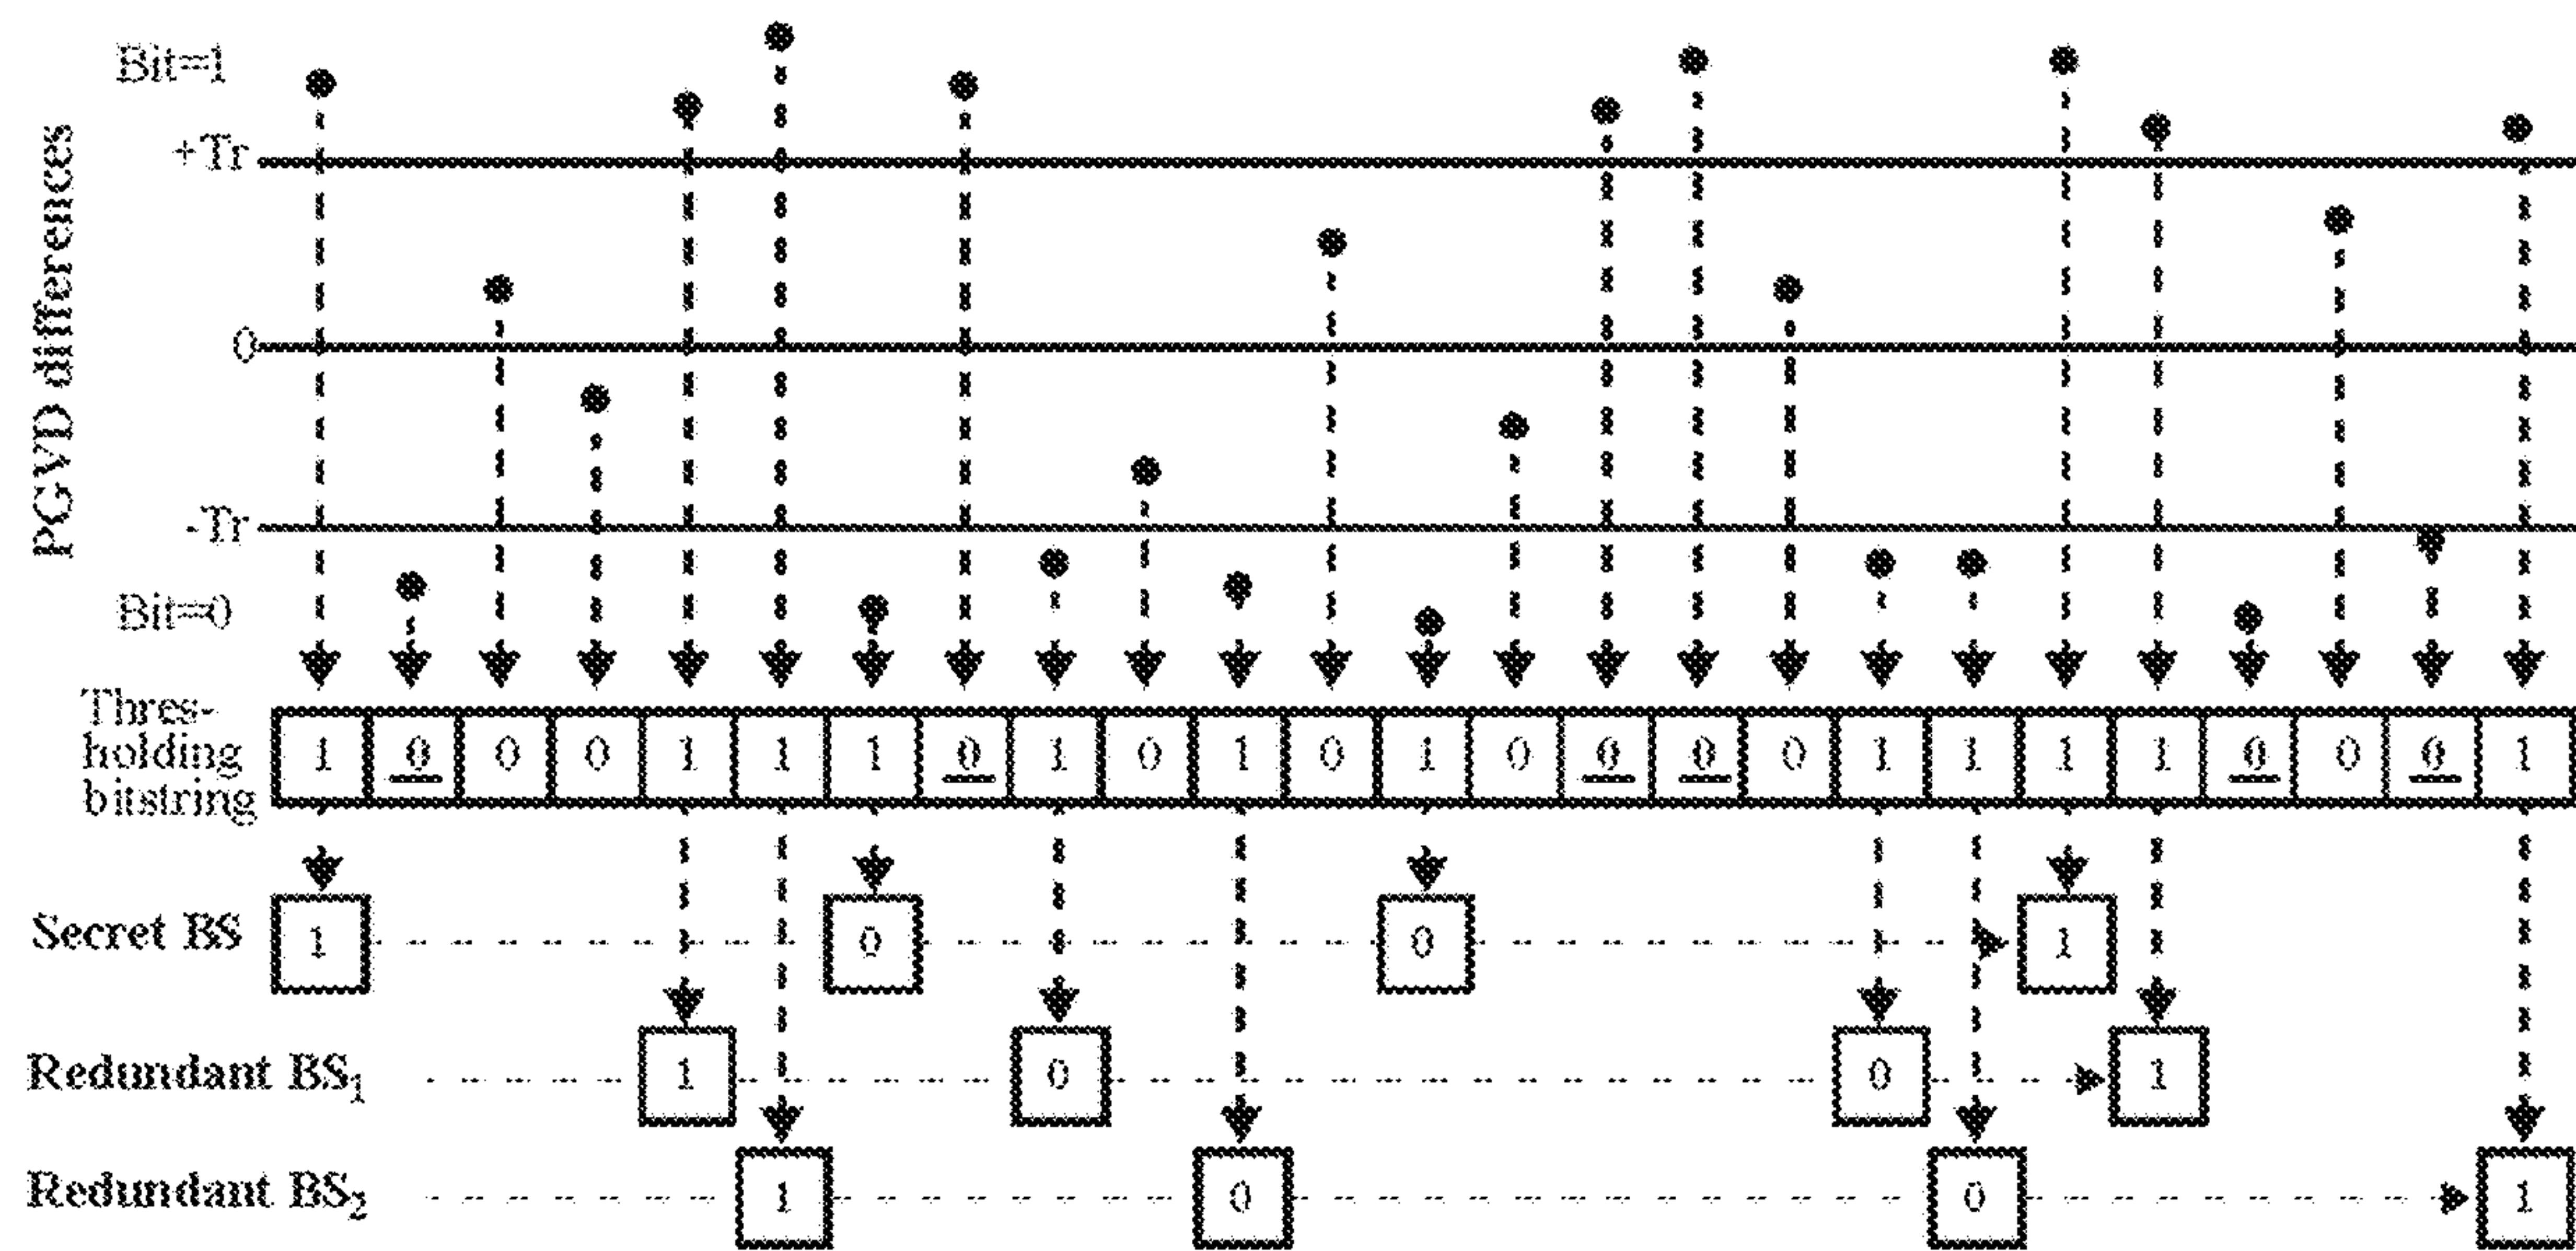 Bit=1
+Tr
PGVD differences
0
-Tr
Bit=0
Thres-
holding
bitstring
1 0 0 0 1 1 1 0 1 0 1 0 1 0 0 0 0 1 1 1 1 0 0 0 1
Secret BS 1 0 0 1
Redundant BS1 1 0 0 1
Redundant BS2 1 0 0 1